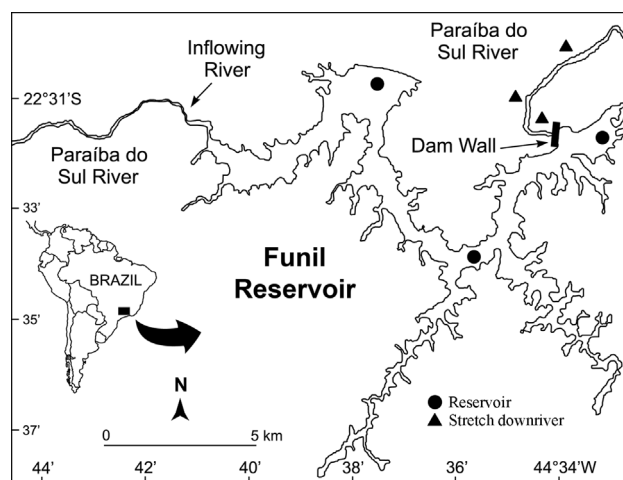 Paraíba do
Sul River
Inflowing
River
22°31'S
Dam Wall
Paraíba do
Sul River
33'
Funil
Reservoir
BRAZIL
35'
N
Reservoir
Stretch downriver
37'
0
5 km
44'
42'
40'
38'
36'
44°34'W